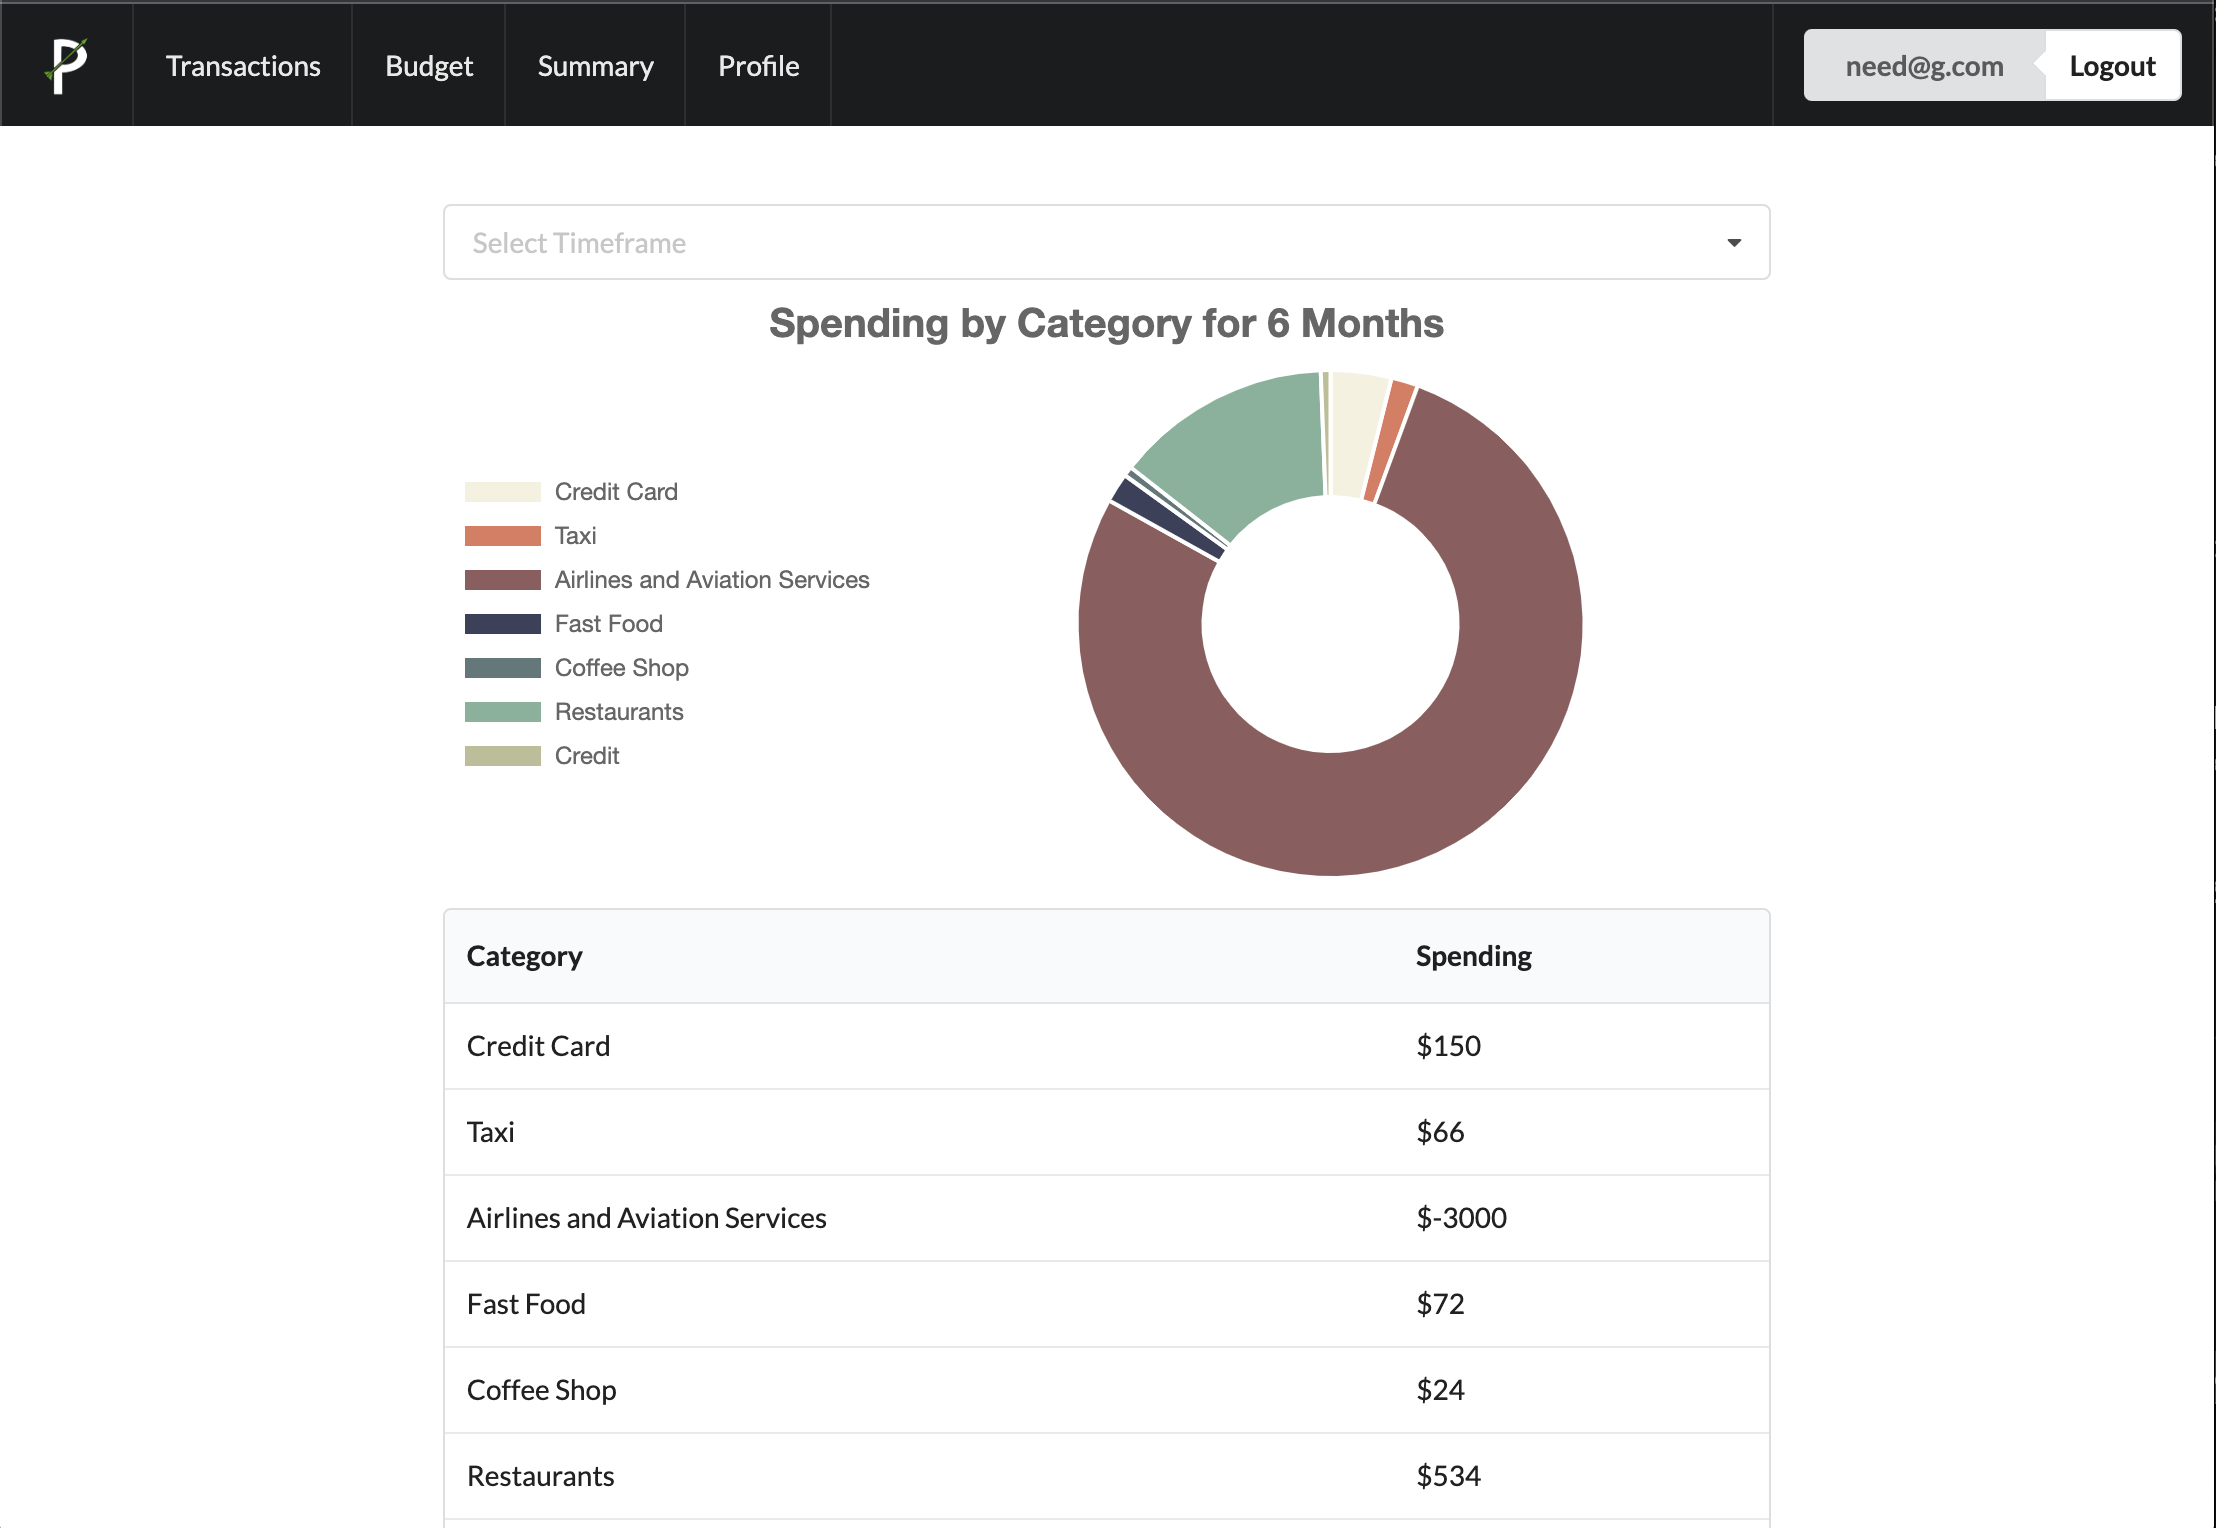 P Transactions Budget Summary Profile need@g.com Logout
Select Timeframe
Spending by Category for 6 Months
Credit Card
Taxi
Airlines and Aviation Services
Fast Food
Coffee Shop
Restaurants
Credit
Category Spending
Credit Card $150
Taxi $66
Airlines and Aviation Services $-3000
Fast Food $72
Coffee Shop $24
Restaurants $534